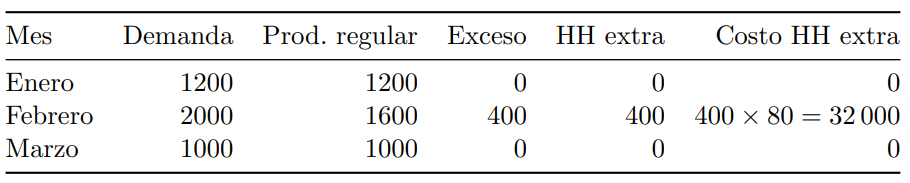 Mes Demanda Prod. regular Exceso HH extra Costo HH extra
Enero 1200 1200 0 0 0
Febrero 2000 1600 400 400 400 × 80 = 32 000
Marzo 1000 1000 0 0 0